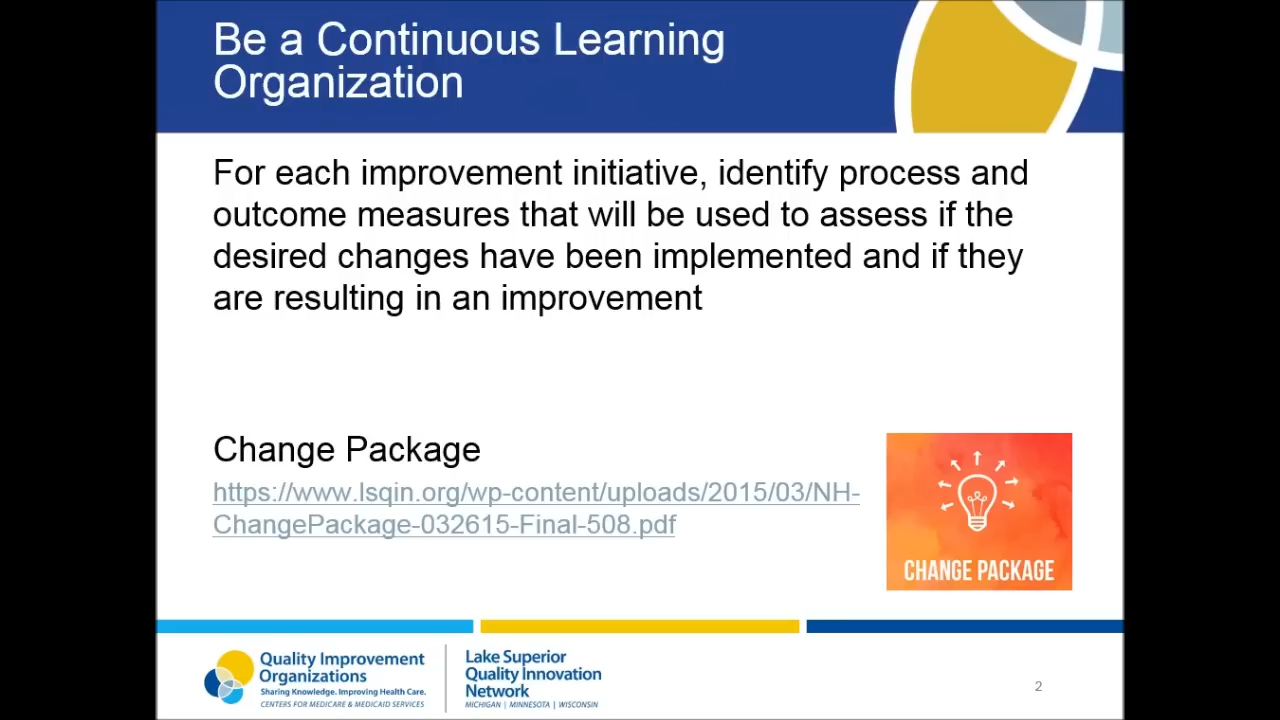 Be a Continuous Learning
Organization
For each improvement initiative, identify process and
outcome measures that will be used to assess if the
desired changes have been implemented and if they
are resulting in an improvement
Change Package
https://www.lsqin.org/wp-content/uploads/2015/03/NH-
ChangePackage-032615-Final-508.pdf
CHANGE PACKAGE
Quality Improvement
Organizations
Sharing Knowledge. Improving Health Care.
CENTERS FOR MEDICARE & MEDICAID SERVICES
Lake Superior
Quality Innovation
Network
MICHIGAN | MINNESOTA | WISCONSIN
2